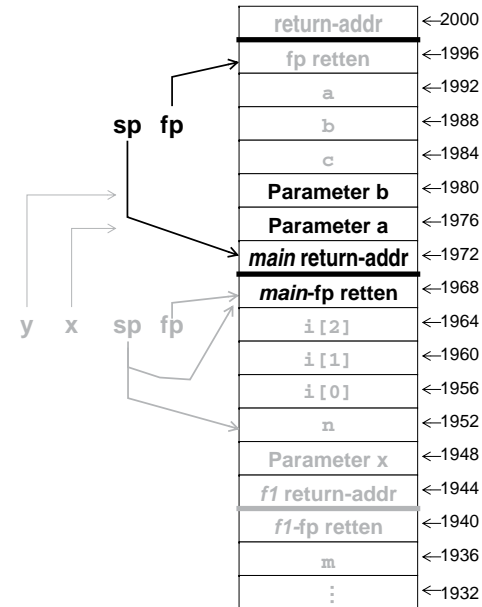 return-addr ←2000
fp retten ←1996
a ←1992
sp fp b ←1988
c ←1984
Parameter b ←1980
Parameter a ←1976
main return-addr ←1972
main-fp retten ←1968
y x sp fp i[2] ←1964
i[1] ←1960
i[0] ←1956
n ←1952
Parameter x ←1948
f1 return-addr ←1944
f1-fp retten ←1940
m ←1936
⋮ ←1932